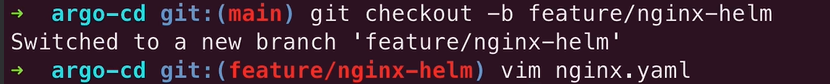 ➜ argo-cd git:(main) git checkout -b feature/nginx-helm
Switched to a new branch 'feature/nginx-helm'
➜ argo-cd git:(feature/nginx-helm) vim nginx.yaml